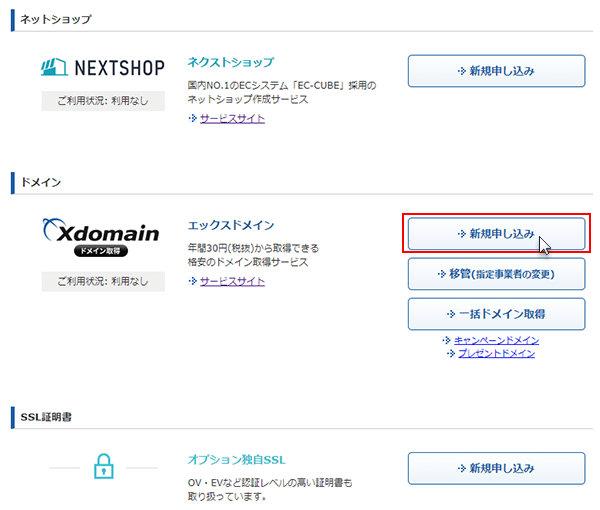 ネットショップ
NEXTSHOP
ご利用状況: 利用なし
ネクストショップ
国内NO.1のECシステム「EC-CUBE」採用の
ネットショップ作成サービス
サービスサイト
新規申し込み
ドメイン
Xdomain
ドメイン取得
ご利用状況: 利用なし
エックスドメイン
年間30円(税抜)から取得できる
格安のドメイン取得サービス
サービスサイト
新規申し込み
移管(指定事業者の変更)
一括ドメイン取得
キャンペーンドメイン
プレゼントドメイン
SSL証明書
オプション独自SSL
OV・EVなど認証レベルの高い証明書も
取り扱っています。
新規申し込み